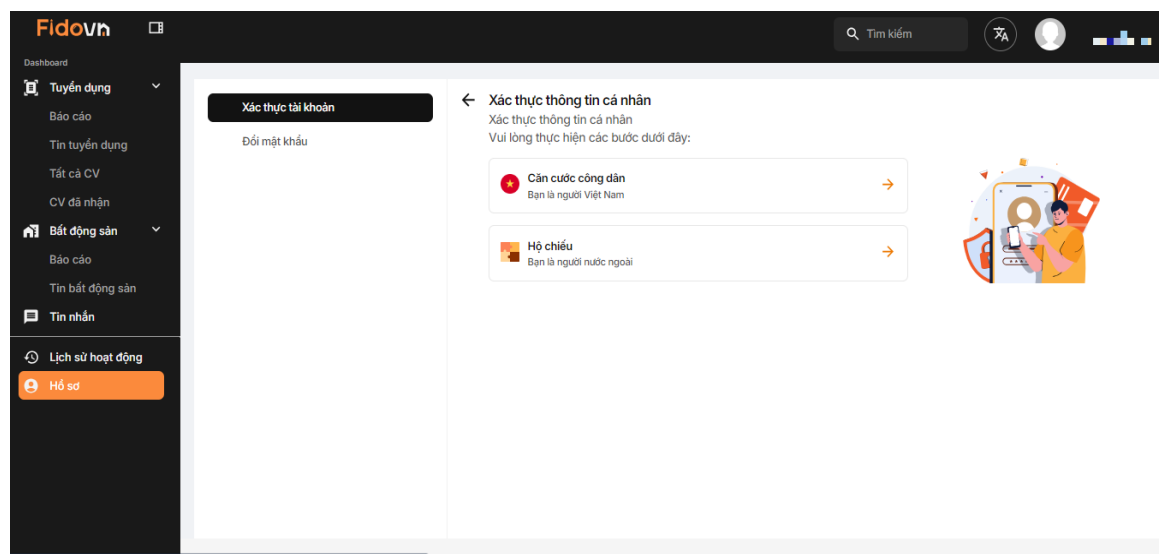 Fidovn
Tìm kiếm
Dashboard
Tuyển dụng
Báo cáo
Tin tuyển dụng
Tất cả CV
CV đã nhận
Bất động sản
Báo cáo
Tin bất động sản
Tin nhắn
Lịch sử hoạt động
Hồ sơ
Xác thực tài khoản
Đổi mật khẩu
Xác thực thông tin cá nhân
Xác thực thông tin cá nhân
Vui lòng thực hiện các bước dưới đây:
Căn cước công dân
Bạn là người Việt Nam
Hộ chiếu
Bạn là người nước ngoài